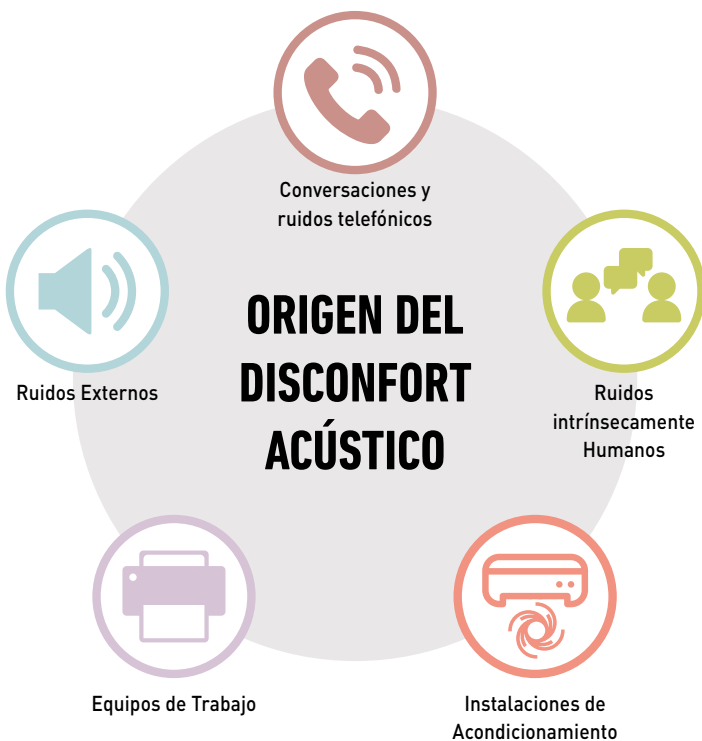 Conversaciones y
ruidos telefónicos
ORIGEN DEL
DISCONFORT
ACÚSTICO
Ruidos Externos
Ruidos
intrínsecamente
Humanos
Equipos de Trabajo
Instalaciones de
Acondicionamiento